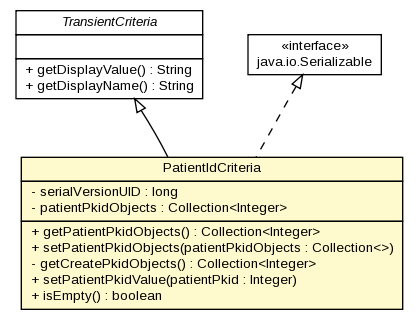 TransientCriteria
+ getDisplayValue() : String
+ getDisplayName() : String
«interface»
java.io.Serializable
PatientIdCriteria
- serialVersionUID : long
- patientPkidObjects : Collection<Integer>
+ getPatientPkidObjects() : Collection<Integer>
+ setPatientPkidObjects(patientPkidObjects : Collection<>)
- getCreatePkidObjects() : Collection<Integer>
+ setPatientPkidValue(patientPkid : Integer)
+ isEmpty() : boolean